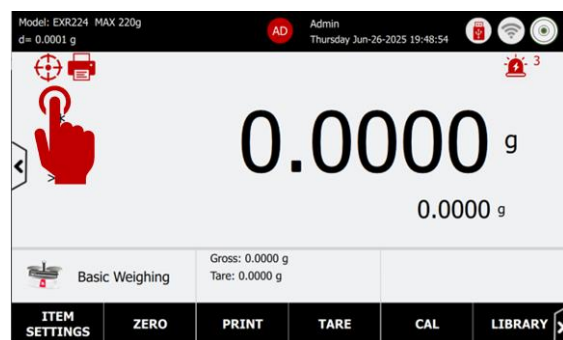 Model: EXR224 MAX 220g
d= 0.0001 g
AD
Admin
Thursday Jun-26-2025 19:48:54
3
0.0000 g
0.0000 g
Basic Weighing
Gross: 0.0000 g
Tare: 0.0000 g
ITEM
SETTINGS
ZERO
PRINT
TARE
CAL
LIBRARY